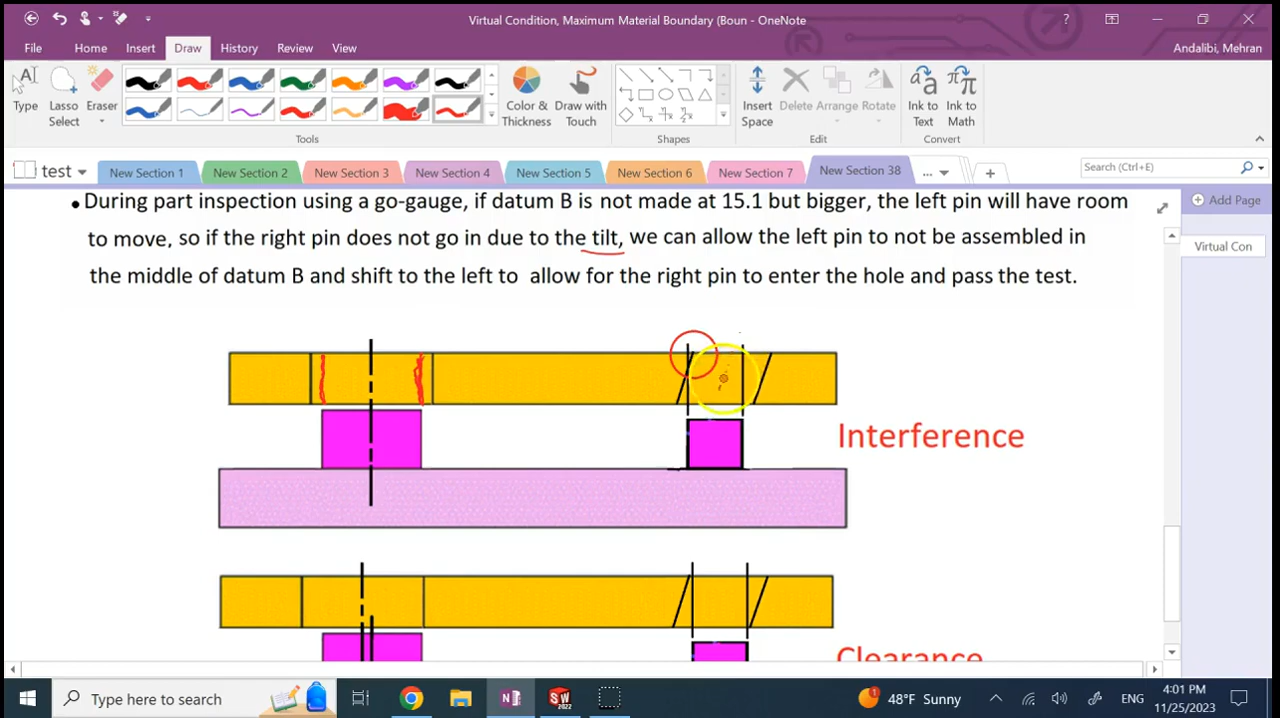 Virtual Condition, Maximum Material Boundary (Boun - OneNote
?
Andalibi, Mehran
File Home Insert Draw History Review View
Type
Lasso Select
Eraser
Color & Thickness
Draw with Touch
Insert Space
Delete
Arrange
Rotate
Ink to Text
Ink to Math
Tools
Shapes
Edit
Convert
test
New Section 1
New Section 2
New Section 3
New Section 4
New Section 5
New Section 6
New Section 7
New Section 38
...
Search (Ctrl+E)
Add Page
Virtual Con
• During part inspection using a go-gauge, if datum B is not made at 15.1 but bigger, the left pin will have room
to move, so if the right pin does not go in due to the tilt, we can allow the left pin to not be assembled in
the middle of datum B and shift to the left to allow for the right pin to enter the hole and pass the test.
Interference
Clearance
Type here to search
SW 2022
48°F Sunny
ENG
4:01 PM
11/25/2023